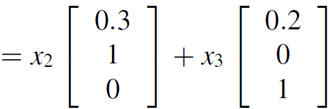 = x₂ [ 0.3 1 0 ] + x₃ [ 0.2 0 1 ]